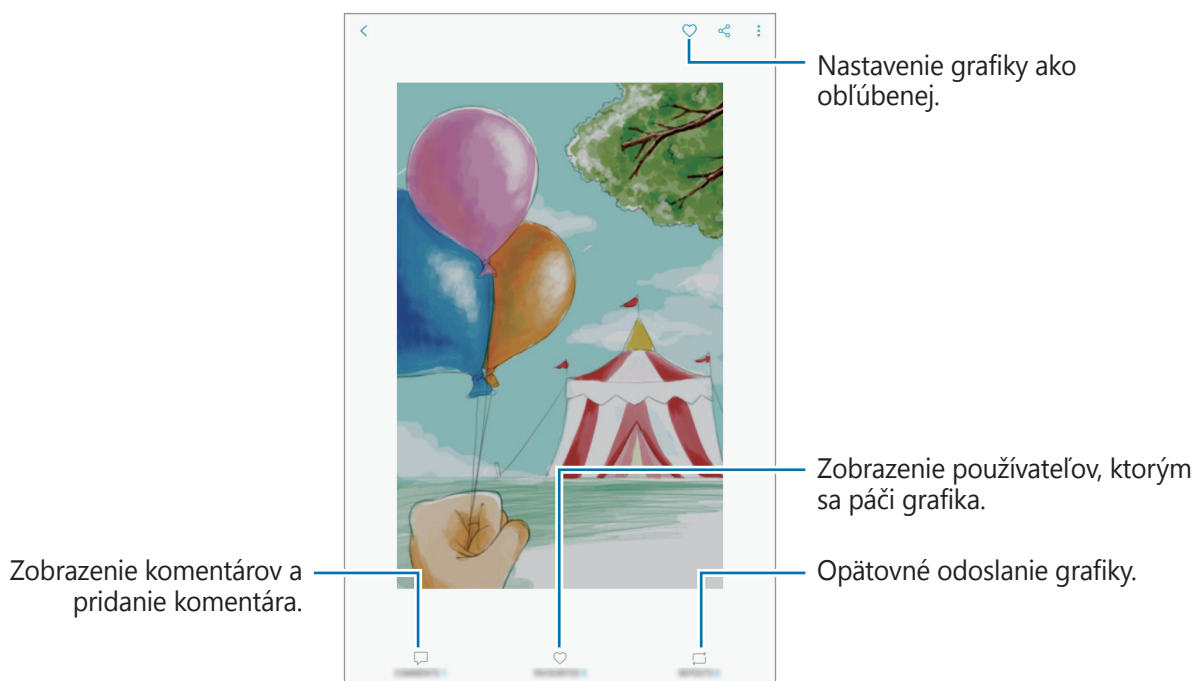 Nastavenie grafiky ako
obľúbenej.
Zobrazenie používateľov, ktorým
sa páči grafika.
Zobrazenie komentárov a
pridanie komentára.
Opätovné odoslanie grafiky.